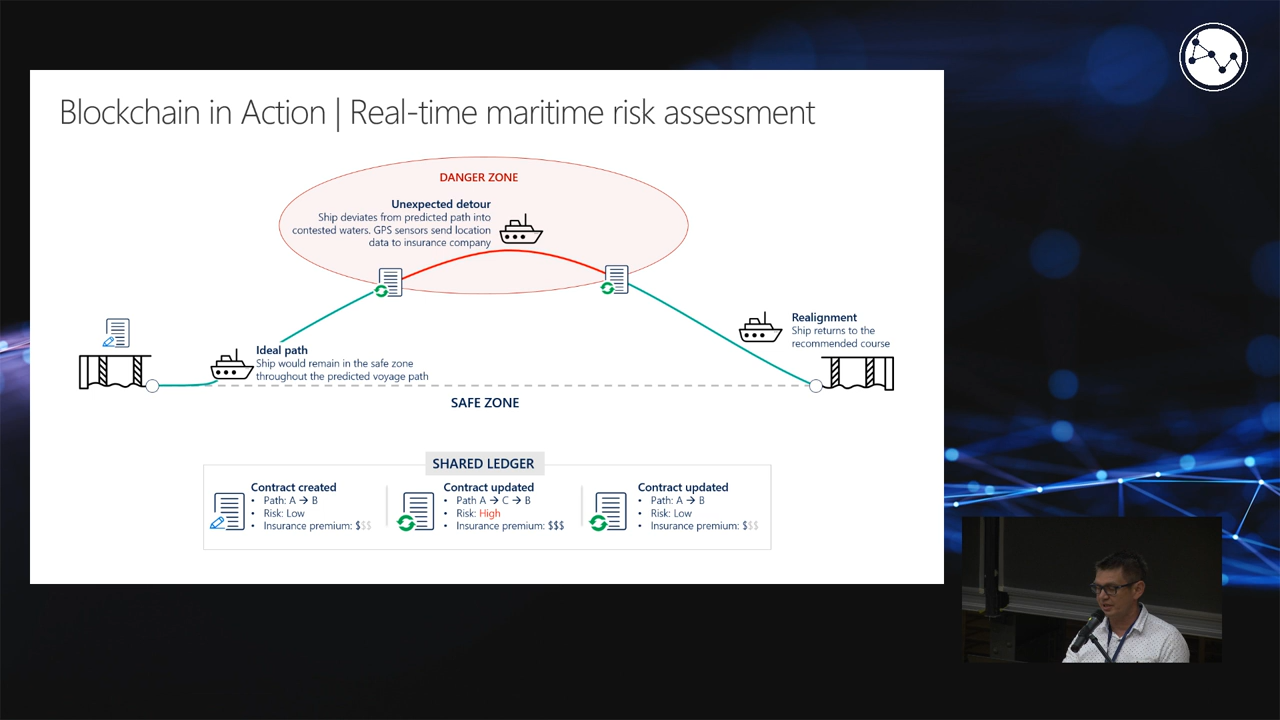 Blockchain in Action | Real-time maritime risk assessment
DANGER ZONE
Unexpected detour
Ship deviates from predicted path into
contested waters. GPS sensors send location
data to insurance company
Realignment
Ship returns to the
recommended course
Ideal path
Ship would remain in the safe zone
throughout the predicted voyage path
SAFE ZONE
SHARED LEDGER
Contract created
• Path: A → B
• Risk: Low
• Insurance premium: $$$
Contract updated
• Path A → C → B
• Risk: High
• Insurance premium: $$$
Contract updated
• Path: A → B
• Risk: Low
• Insurance premium: $$$